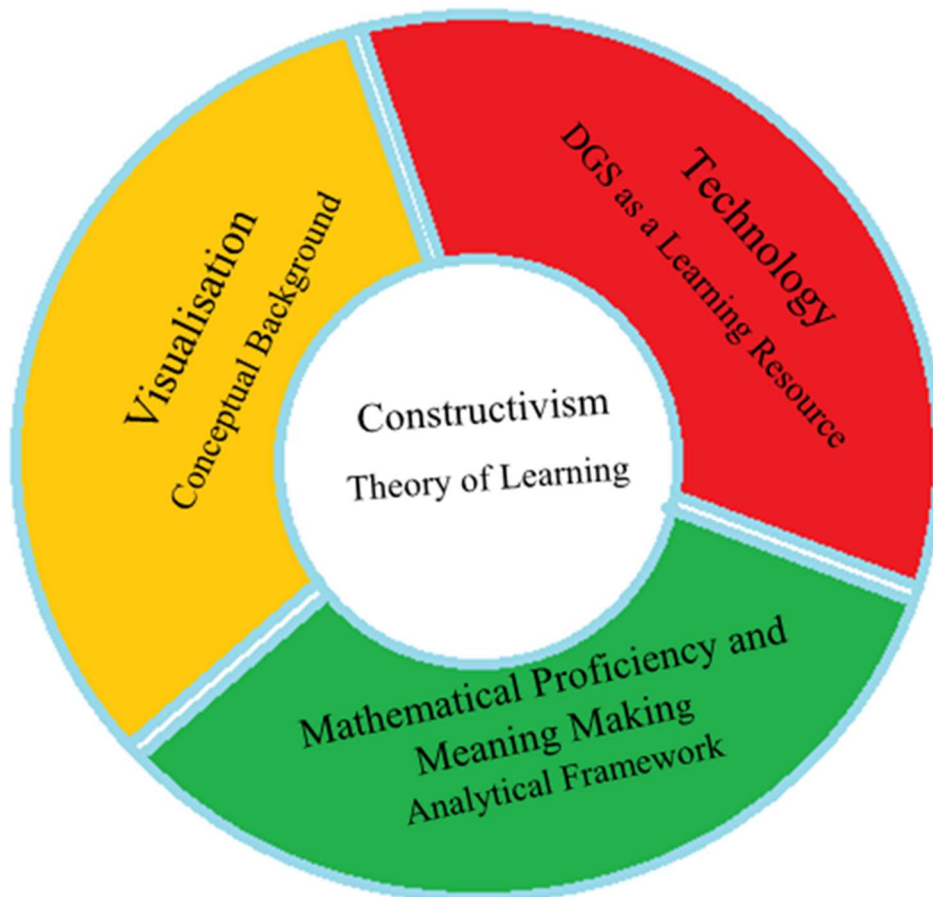 Visualisation
Conceptual Background
Technology
DGS as a Learning Resource
Constructivism
Theory of Learning
Mathematical Proficiency and
Meaning Making
Analytical Framework